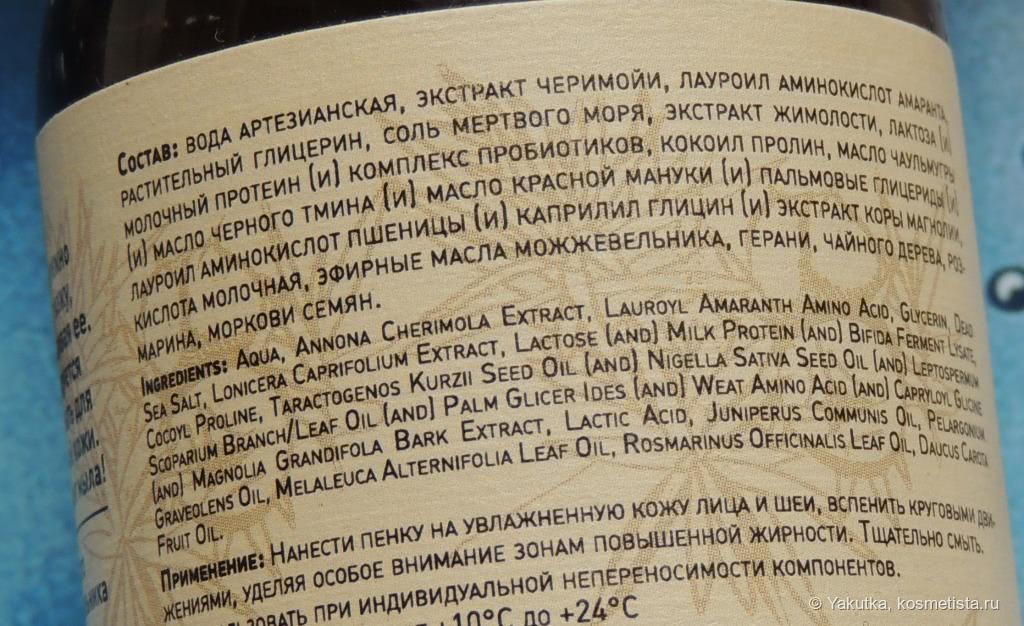 Состав: вода артезианская, экстракт черимойи, лауроил аминокислот амаранта,
растительный глицерин, соль мертвого моря, экстракт жимолости, лактоза (и)
молочный протеин (и) комплекс пробиотиков, кокоил пролин, масло чаульмугры
(и) масло черного тмина (и) масло красной мануки (и) пальмовые глицериды (и)
лауроил аминокислот пшеницы (и) каприлил глицин (и) экстракт коры магнолии,
кислота молочная, эфирные масла можжевельника, герани, чайного дерева, роз-
марина, моркови семян.
Ingredients: Aqua, Annona Cherimola Extract, Lauroyl Amaranth Amino Acid, Glycerin, Dead
Sea Salt, Lonicera Caprifolium Extract, Lactose (and) Milk Protein (and) Bifida Ferment Lysate,
Cocoyl Proline, Taractogenos Kurzii Seed Oil (and) Nigella Sativa Seed Oil (and) Leptospermum
Scoparium Branch/Leaf Oil (and) Palm Glicer Ides (and) Weat Amino Acid (and) Capryloyl Glicine
(and) Magnolia Grandifola Bark Extract, Lactic Acid, Juniperus Communis Oil, Pelargonium
Graveolens Oil, Melaleuca Alternifolia Leaf Oil, Rosmarinus Officinalis Leaf Oil, Daucus Carota
Fruit Oil.
Применение: Нанести пенку на увлажненную кожу лица и шеи, вспенить круговыми дви-
жениями, уделяя особое внимание зонам повышенной жирности. Тщательно смыть.
при индивидуальной непереносимости компонентов.
+10°С до +24°С
ее.
для
кожи.
мыла!
© Yakutka, kosmetista.ru